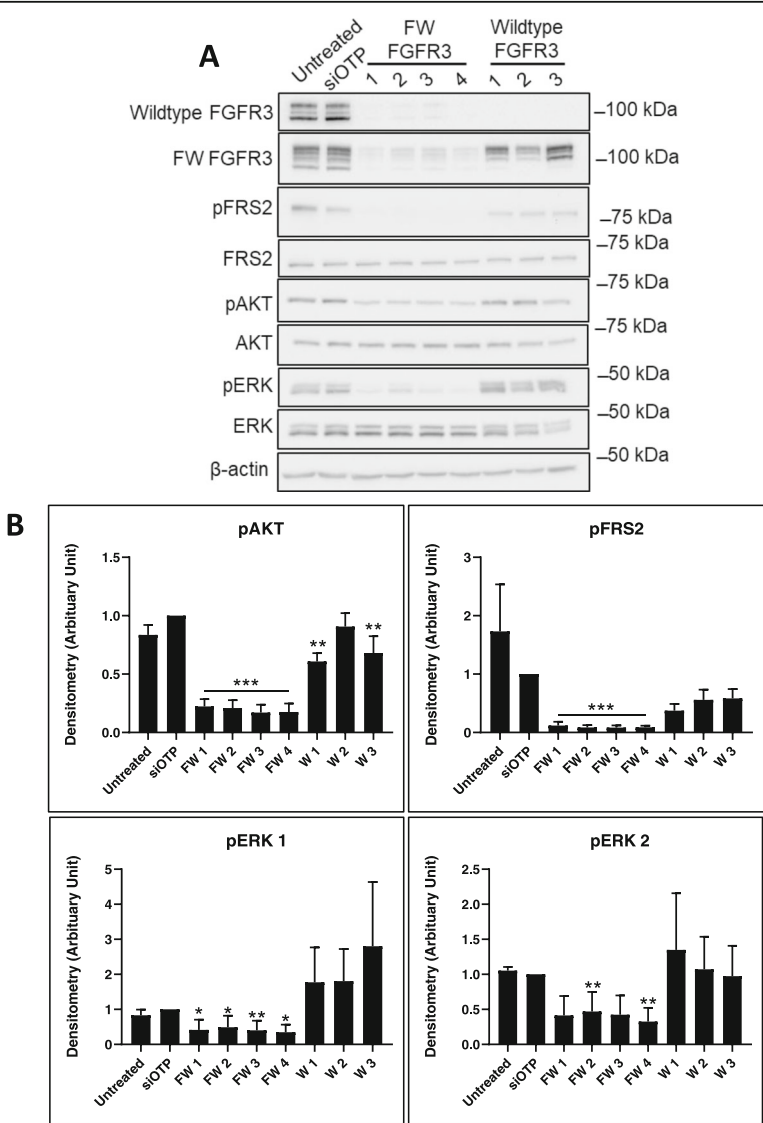 A
Untreated
siOTP
FW
FGFR3
Wildtype
FGFR3
1 2 3 4 1 2 3
Wildtype FGFR3 –100 kDa
FW FGFR3 –100 kDa
pFRS2 –75 kDa
FRS2 –75 kDa
pAKT –75 kDa
AKT –75 kDa
pERK –50 kDa
ERK –50 kDa
β-actin –50 kDa
B
pAKT
Densitometry (Arbituary Unit)
1.5
1.0
0.5
0.0
***
**
**
Untreated siOTP FW 1 FW 2 FW 3 FW 4 W 1 W 2 W 3
pFRS2
Densitometry (Arbituary Unit)
3
2
1
0
***
Untreated siOTP FW 1 FW 2 FW 3 FW 4 W 1 W 2 W 3
pERK 1
Densitometry (Arbituary Unit)
5
4
3
2
1
0
* * ** *
Untreated siOTP FW 1 FW 2 FW 3 FW 4 W 1 W 2 W 3
pERK 2
Densitometry (Arbituary Unit)
2.5
2.0
1.5
1.0
0.5
0.0
** **
Untreated siOTP FW 1 FW 2 FW 3 FW 4 W 1 W 2 W 3